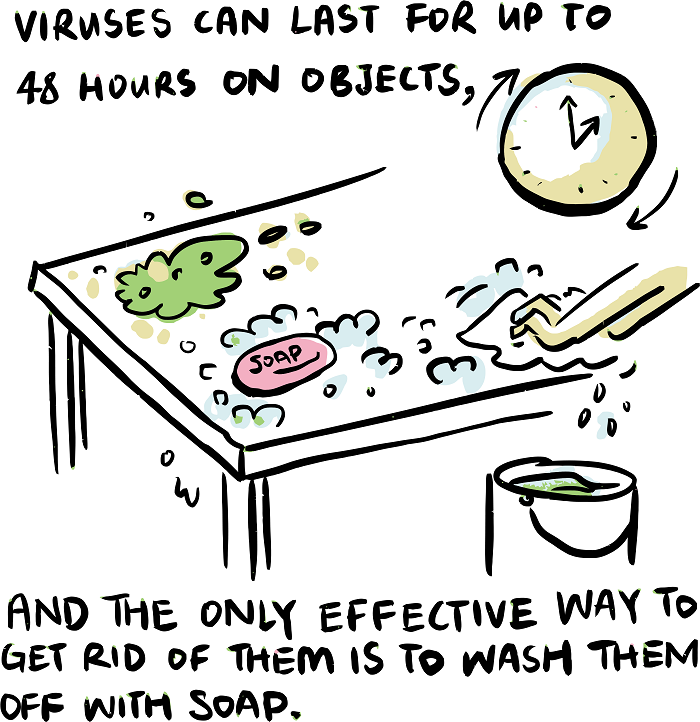 VIRUSES CAN LAST FOR UP TO
48 HOURS ON OBJECTS,
SOAP
AND THE ONLY EFFECTIVE WAY TO
GET RID OF THEM IS TO WASH THEM
OFF WITH SOAP.